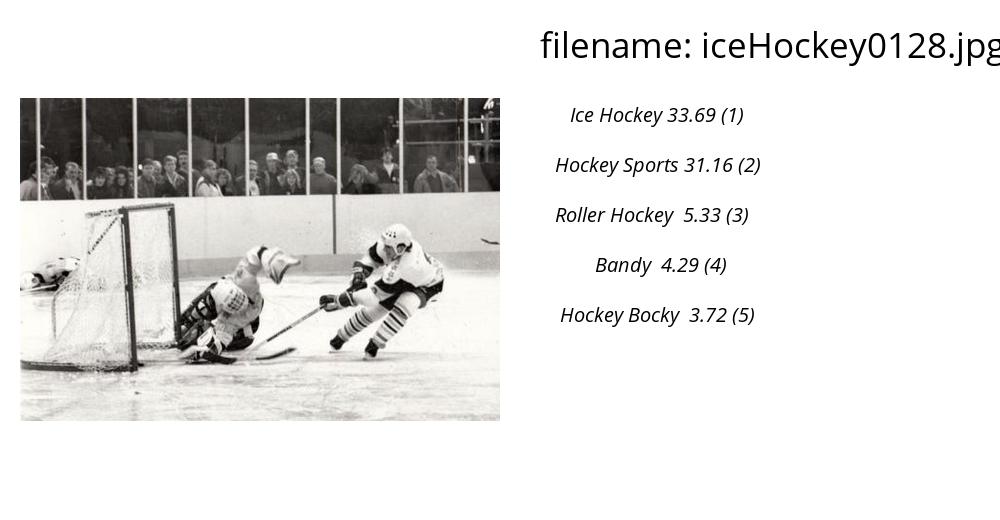 filename: iceHockey0128.jpg
Ice Hockey 33.69 (1)
Hockey Sports 31.16 (2)
Roller Hockey 5.33 (3)
Bandy 4.29 (4)
Hockey Bocky 3.72 (5)